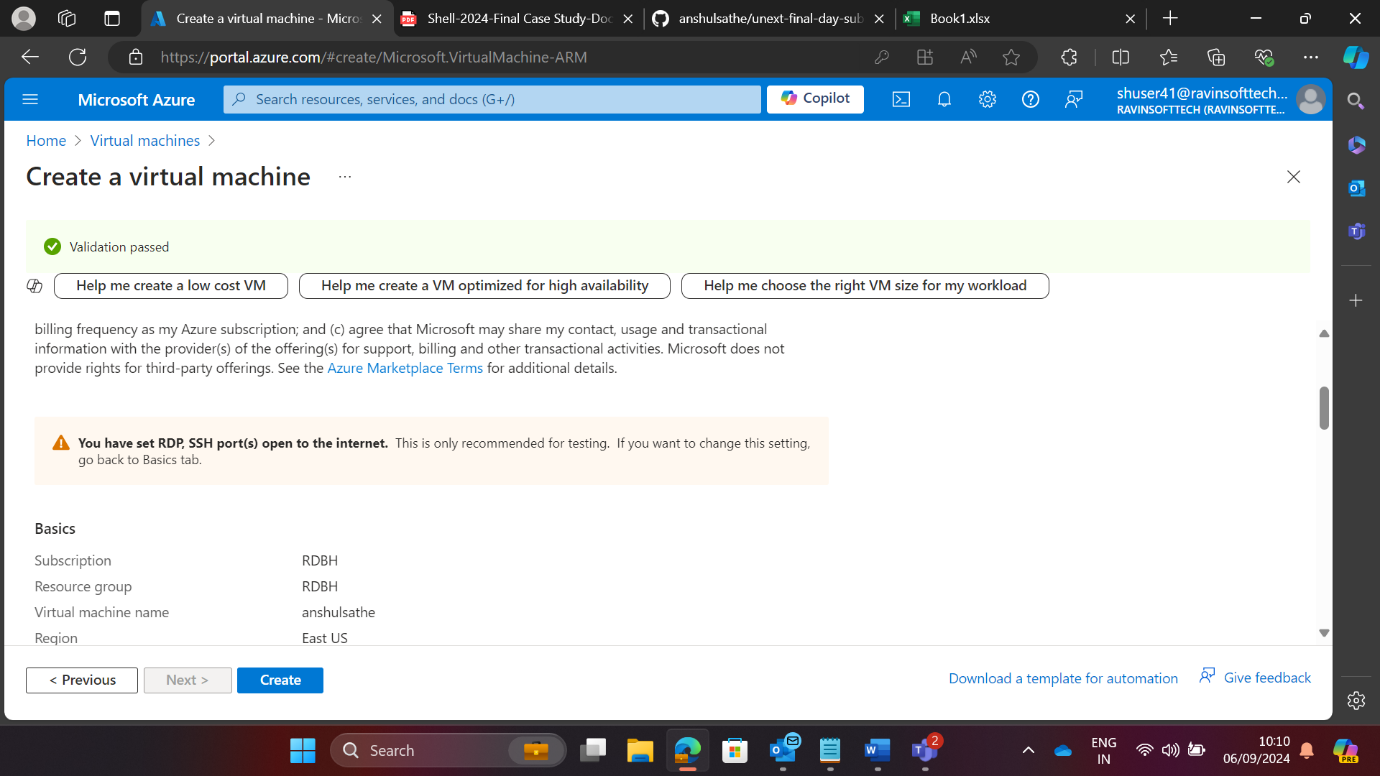 Create a virtual machine - Micros
Shell-2024-Final Case Study-Doc
anshulsathe/unext-final-day-sub
Book1.xlsx
https://portal.azure.com/#create/Microsoft.VirtualMachine-ARM
Microsoft Azure
Search resources, services, and docs (G+/)
Copilot
shuser41@ravinsofttech...
RAVINSOFTTECH (RAVINSOFTTE...
Home > Virtual machines >
Create a virtual machine ...
Validation passed
Help me create a low cost VM
Help me create a VM optimized for high availability
Help me choose the right VM size for my workload
billing frequency as my Azure subscription; and (c) agree that Microsoft may share my contact, usage and transactional
information with the provider(s) of the offering(s) for support, billing and other transactional activities. Microsoft does not
provide rights for third-party offerings. See the Azure Marketplace Terms for additional details.
You have set RDP, SSH port(s) open to the internet. This is only recommended for testing. If you want to change this setting,
go back to Basics tab.
Basics
Subscription RDBH
Resource group RDBH
Virtual machine name anshulsathe
Region East US
< Previous
Next >
Create
Download a template for automation
Give feedback
Search
2
ENG
IN
10:10
06/09/2024
PRE